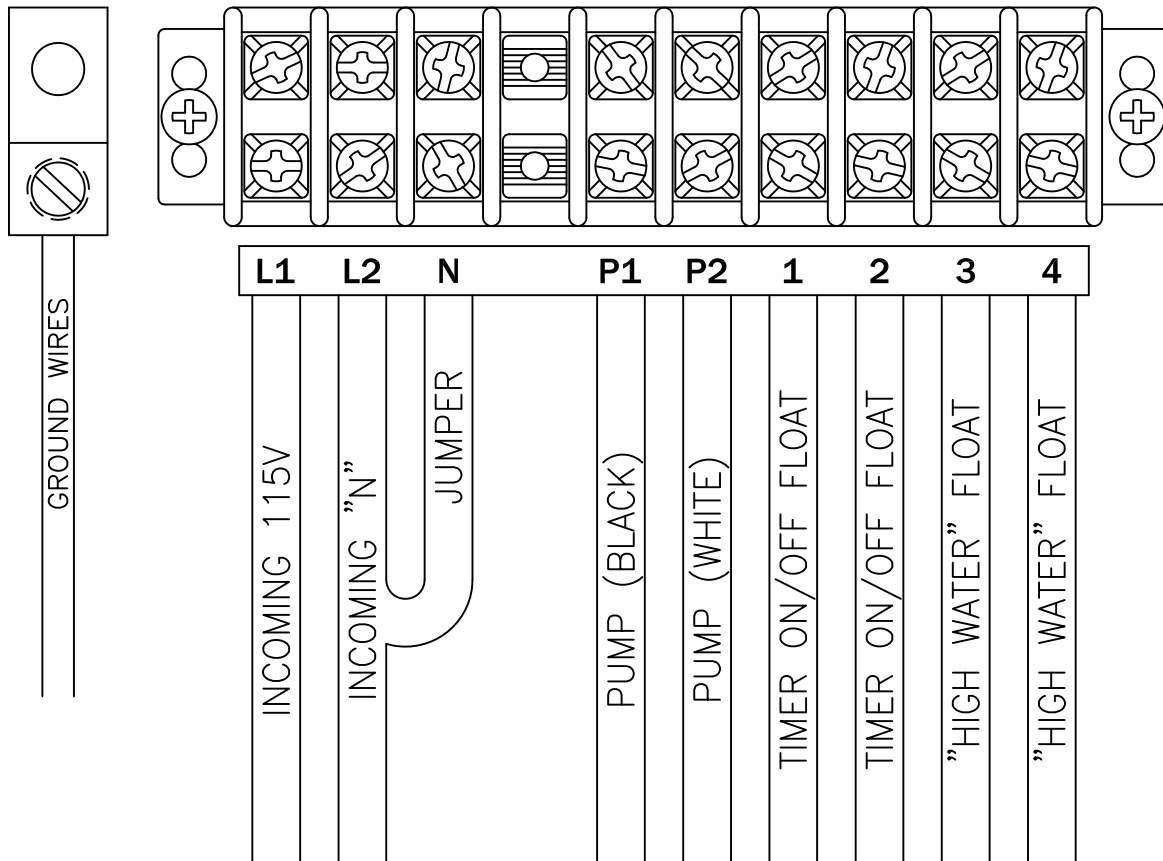 L1 L2 N P1 P2 1 2 3 4
GROUND WIRES
INCOMING 115V
INCOMING ”N”
JUMPER
PUMP (BLACK)
PUMP (WHITE)
TIMER ON/OFF FLOAT
TIMER ON/OFF FLOAT
”HIGH WATER” FLOAT
”HIGH WATER” FLOAT